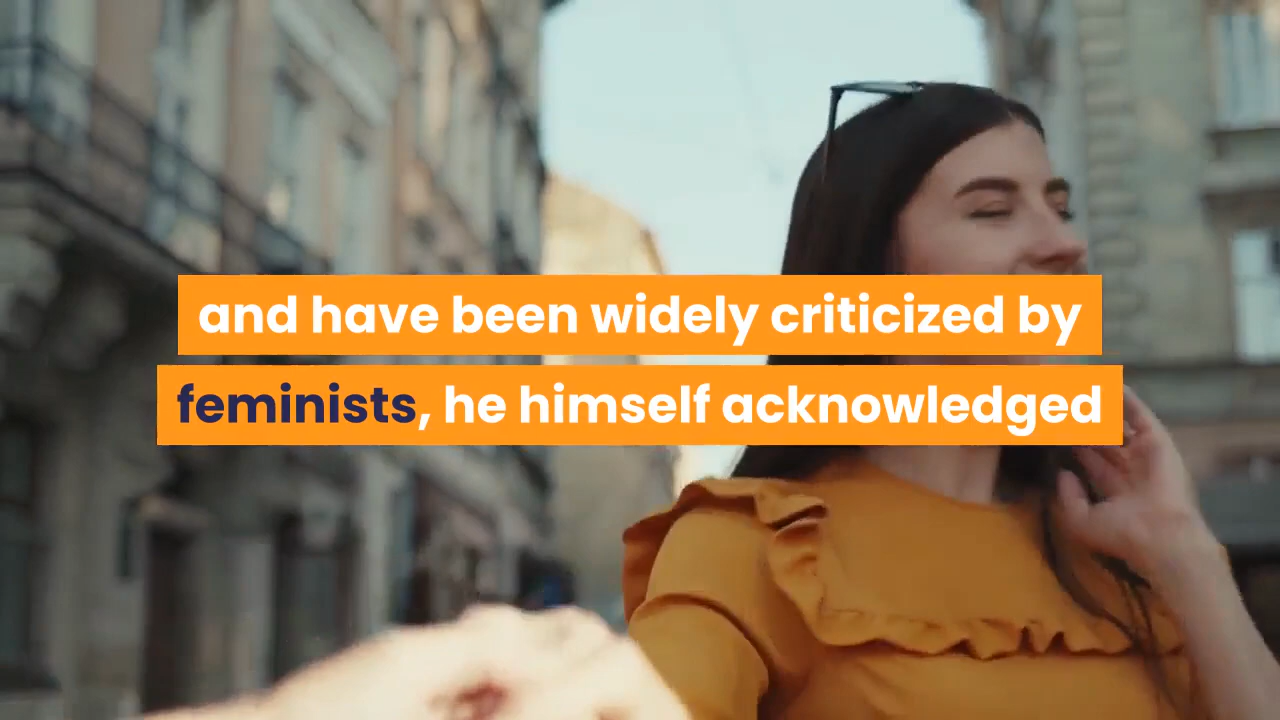 and have been widely criticized by
feminists, he himself acknowledged